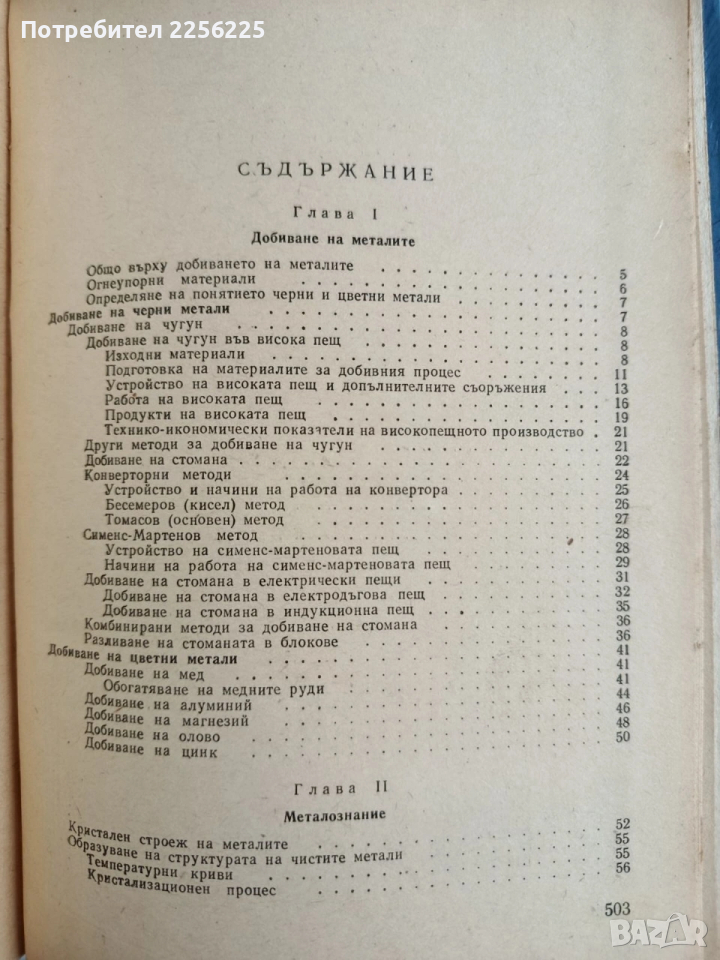 Потребител 2256225
СЪДЪРЖАНИЕ
Глава I
Добиване на металите
Общо върху добиването на металите . . . . . . . . . . 5
Огнеупорни материали . . . . . . . . . . 6
Определяне на понятието черни и цветни метали . . . . . . . . 7
Добиване на черни метали . . . . . . . . . . 7
Добиване на чугун . . . . . . . . . . 8
Добиване на чугун във висока пещ . . . . . . . . . . 8
Изходни материали . . . . . . . . . . 8
Подготовка на материалите за добивния процес . . . . . . . 11
Устройство на високата пещ и допълнителните съоръжения . . . . 13
Работа на високата пещ . . . . . . . . . . 16
Продукти на високата пещ . . . . . . . . . . 19
Технико-икономически показатели на високопещното производство . 21
Други методи за добиване на чугун . . . . . . . . . . 21
Добиване на стомана . . . . . . . . . . 22
Конверторни методи . . . . . . . . . . 24
Устройство и начини на работа на конвертора . . . . . . . . 25
Бесемеров (кисел) метод . . . . . . . . . . 26
Томасов (основен) метод . . . . . . . . . . 27
Сименс-Мартенов метод . . . . . . . . . . 28
Устройство на сименс-мартеновата пещ . . . . . . . . . . 28
Начини на работа на сименс-мартеновата пещ . . . . . . . . 29
Добиване на стомана в електрически пещи . . . . . . . . . . 31
Добиване на стомана в електродъгова пещ . . . . . . . . . 32
Добиване на стомана в индукционна пещ . . . . . . . . . 35
Комбинирани методи за добиване на стомана . . . . . . . . . 36
Разливане на стоманата в блокове . . . . . . . . . . 36
Добиване на цветни метали . . . . . . . . . . 41
Добиване на мед . . . . . . . . . . 41
Обогатяване на медните руди . . . . . . . . . . 41
Добиване на алуминий . . . . . . . . . . 44
Добиване на магнезий . . . . . . . . . . 46
Добиване на олово . . . . . . . . . . 48
Добиване на цинк . . . . . . . . . . 50
Глава II
Металознание
Кристален строеж на металите . . . . . . . . . . 52
Образуване на структурата на чистите метали . . . . . . . . . 55
Температурни криви . . . . . . . . . . 55
Кристализационен процес . . . . . . . . . . 56
503
BAZAR